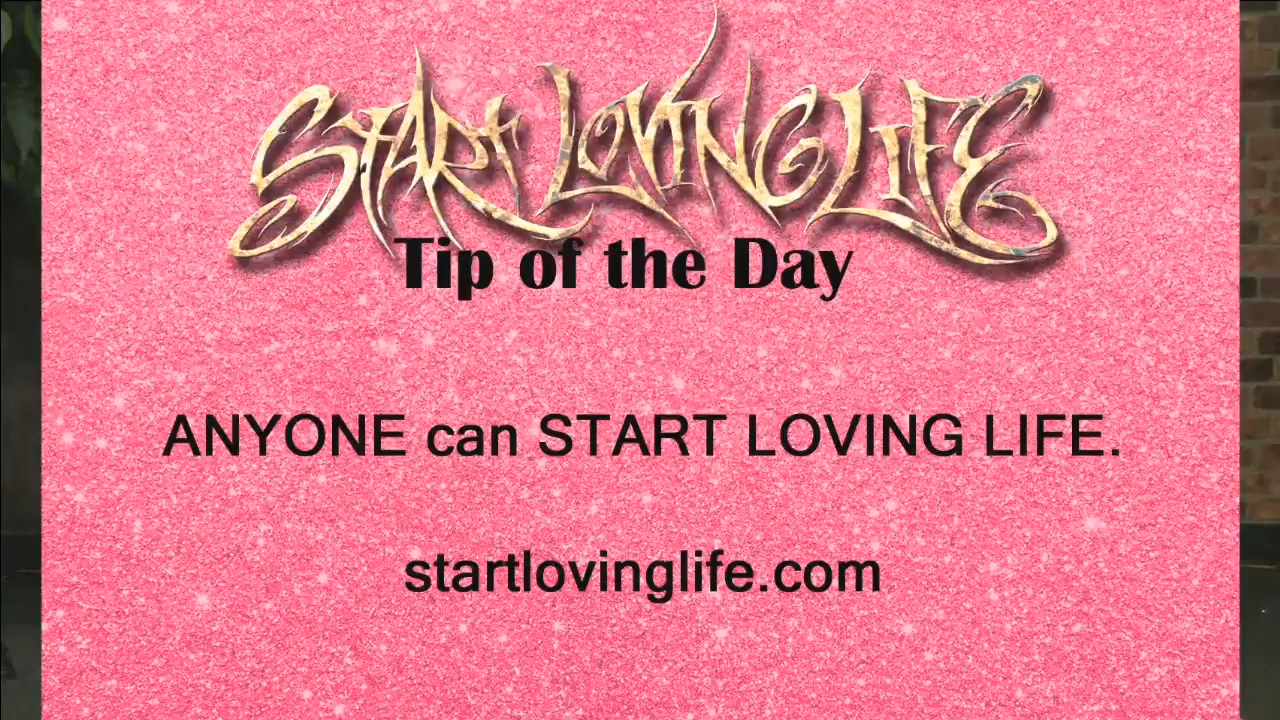 START LOVING LIFE
Tip of the Day
ANYONE can START LOVING LIFE.
startlovinglife.com